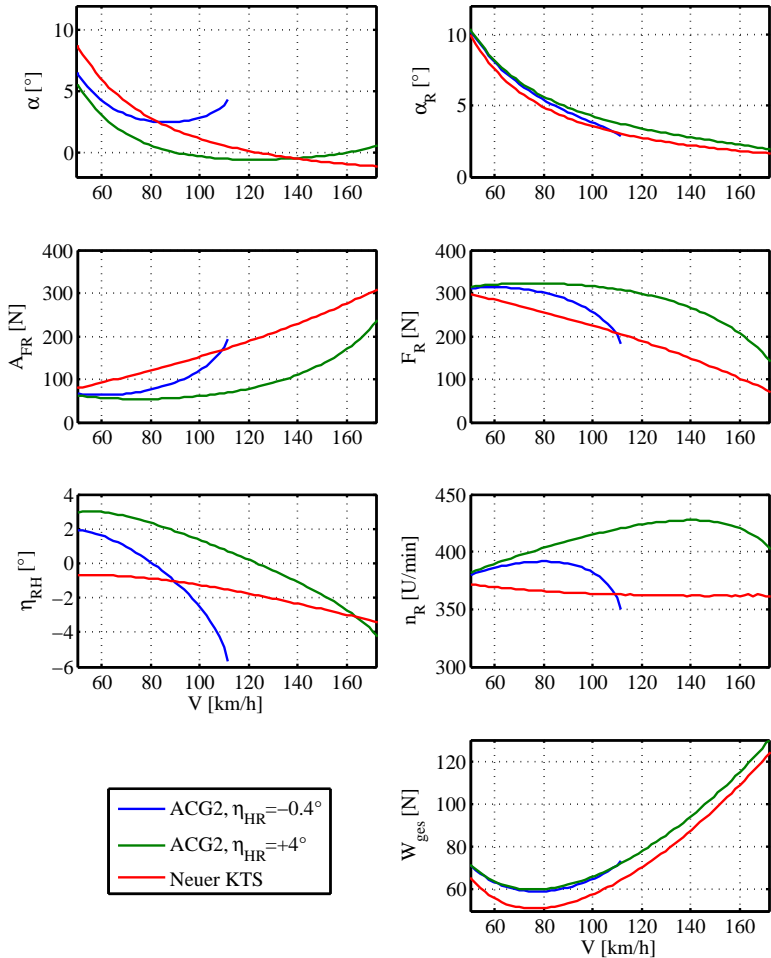 α [°]
10
5
0
60 80 100 120 140 160
α_R [°]
10
5
0
60 80 100 120 140 160
A_FR [N]
400
300
200
100
0
60 80 100 120 140 160
F_R [N]
400
300
200
100
0
60 80 100 120 140 160
η_RH [°]
4
2
0
−2
−4
−6
60 80 100 120 140 160
V [km/h]
n_R [U/min]
450
400
350
300
60 80 100 120 140 160
ACG2, η_HR=−0.4°
ACG2, η_HR=+4°
Neuer KTS
W_ges [N]
120
100
80
60
60 80 100 120 140 160
V [km/h]